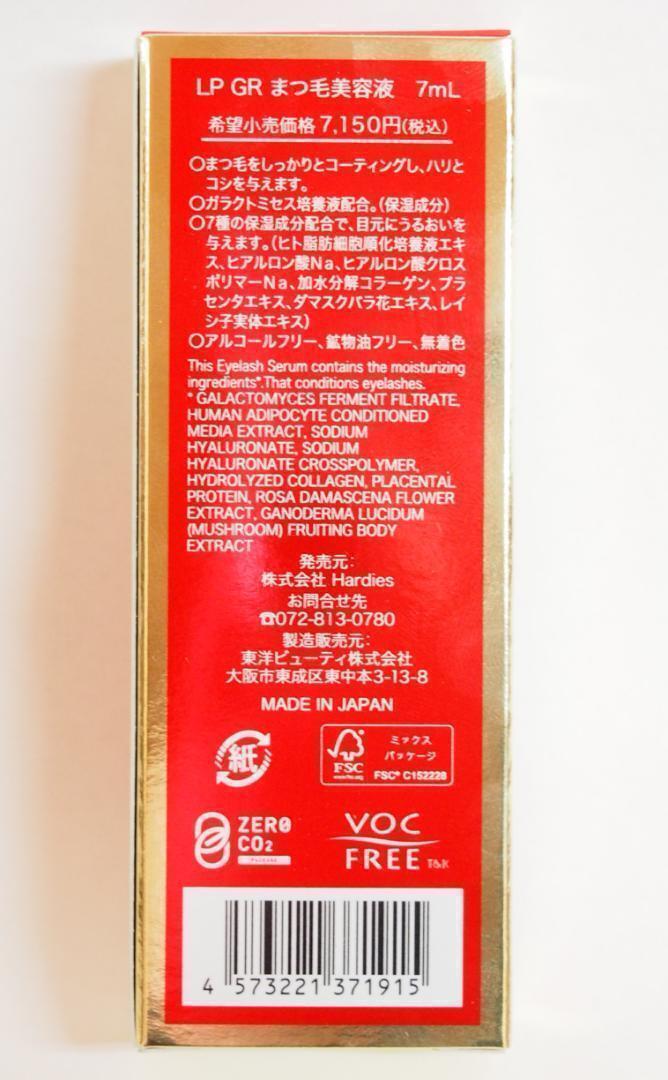 LP GR まつ毛美容液 7mL
希望小売価格 7,150円(税込)
○まつ毛をしっかりとコーティングし、ハリと
コシを与えます。
○ガラクトミセス培養液配合。(保湿成分)
○7種の保湿成分配合で、目元にうるおいを
与えます。(ヒト脂肪細胞順化培養液エキ
ス、ヒアルロン酸Na、ヒアルロン酸クロス
ポリマーNa、加水分解コラーゲン、プラ
センタエキス、ダマスクバラ花エキス、レイ
シ子実体エキス)
○アルコールフリー、鉱物油フリー、無着色
This Eyelash Serum contains the moisturizing
ingredients*.That conditions eyelashes.
* GALACTOMYCES FERMENT FILTRATE,
HUMAN ADIPOCYTE CONDITIONED
MEDIA EXTRACT, SODIUM
HYALURONATE, SODIUM
HYALURONATE CROSSPOLYMER,
HYDROLYZED COLLAGEN, PLACENTAL
PROTEIN, ROSA DAMASCENA FLOWER
EXTRACT, GANODERMA LUCIDUM
(MUSHROOM) FRUITING BODY
EXTRACT
発売元:
株式会社 Hardies
お問合せ先
☎072-813-0780
製造販売元:
東洋ビューティ株式会社
大阪市東成区東中本3-13-8
MADE IN JAPAN
紙
FSC
www.fsc.org
ミックス
パッケージ
FSC® C152228
ZERO
CO2
VOC
FREE T&K
4 573221 371915